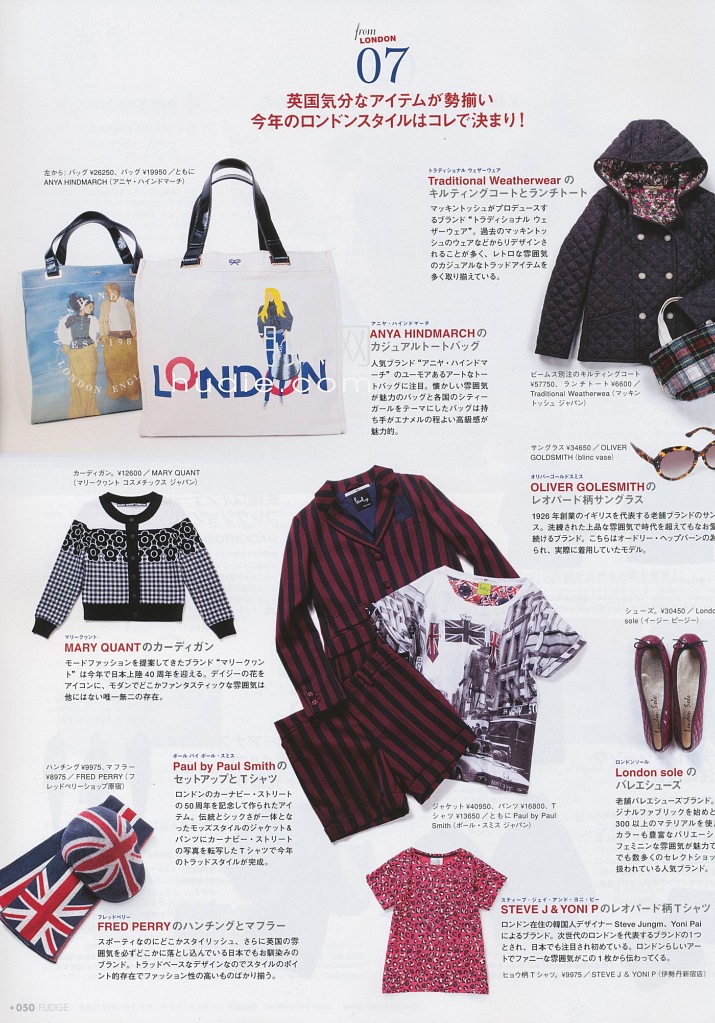 from
LONDON
07
英国気分なアイテムが勢揃い
今年のロンドンスタイルはコレで決まり!
左から: バッグ ¥26250、バッグ ¥19950/ともに
ANYA HINDMARCH(アニヤ・ハインドマーチ)
トラディショナル ウェザーウェア
Traditional Weatherwear の
キルティングコートとランチトート
マッキントッシュがプロデュースす
るブランド“トラディショナル ウェ
ザーウェア”。過去のマッキントッ
シュのウェアなどからリデザインさ
れることが多く、レトロな雰囲気
のカジュアルなトラッドアイテムを
多く取り揃えている。
ビームス別注のキルティングコート
¥57750、ランチトート¥6600/
Traditional Weatherwea(マッキン
トッシュ ジャパン)
アニヤ・ハインドマーチ
ANYA HINDMARCHの
カジュアルトートバッグ
人気ブランド“アニヤ・ハインドマ
ーチ”のユーモアあるアートなトー
トバッグに注目。懐かしい雰囲気
が魅力のバッグと各国のシティー
ガールをテーマにしたバッグは持
ち手がエナメルの程よい高級感が
魅力的。
LONDON
LONDON ENGL
nudie.com
サングラス ¥34650/OLIVER
GOLDSMITH(blinc vase)
オリバーゴールドスミス
OLIVER GOLESMITHの
レオパード柄サングラス
1926 年創業のイギリスを代表する老舗ブランドのサン
ス。洗練された上品な雰囲気で時代を超えてもなお愛
続けるブランド。こちらはオードリー・ヘップバーンの為
られ、実際に着用していたモデル。
カーディガン。¥12600/MARY QUANT
(マリークヮント コスメチックス ジャパン)
マリークヮント
MARY QUANTのカーディガン
モードファッションを提案してきたブランド“マリークヮン
ト”は今年で日本上陸 40 周年を迎える。デイジーの花を
アイコンに、モダンでどこかファンタスティックな雰囲気は
他にはない唯一無二の存在。
シューズ。¥30450/Londo
sole(イージー ピージー)
London Sole
London Sole
ロンドンソール
London sole の
バレエシューズ
老舗バレエシューズブランド。
ジナルファブリックを始めと
300 以上のマテリアルを使用
カラーも豊富なバリエーシ
フェミニンな雰囲気が魅力で
でも数多くのセレクトショッ
扱われている人気ブランド。
ポール バイ ポール・スミス
Paul by Paul Smithの
セットアップとTシャツ
ロンドンのカーナビー・ストリート
の50周年を記念して作られたアイ
テム。伝統とシックさが一体とな
ったモッズスタイルのジャケット&
パンツにカーナビー・ストリート
の写真を転写したTシャツで今年
のトラッドスタイルが完成。
ジャケット¥40950、パンツ ¥16800、T
シャツ ¥13650/ともにPaul by Paul
Smith(ポール・スミス ジャパン)
ハンチング¥9975、マフラー
¥8975/FRED PERRY(フ
レッドペリーショップ原宿)
フレッドペリー
FRED PERRYのハンチングとマフラー
スポーティなのにどこかスタイリッシュ、さらに英国の雰
囲気を必ずどこかに落とし込んでいる日本でもお馴染みの
ブランド。トラッドベースなデザインなのでスタイルのポイ
ント的存在でファッション性の高いものばかり揃う。
スティーブ・ジェイ・アンド・ヨニ・ピー
STEVE J & YONI Pのレオパード柄Tシャツ
ロンドン在住の韓国人デザイナー Steve Jungm、Yoni Pai
によるブランド。次世代のロンドンを代表するブランドの1つ
とされ、日本でも注目され初めている。ロンドンらしいアー
トでファニーな雰囲気がこの1枚から伝わってくる。
ヒョウ柄Tシャツ。¥9975/STEVE J & YONI P(伊勢丹新宿店)
050 FUDGE